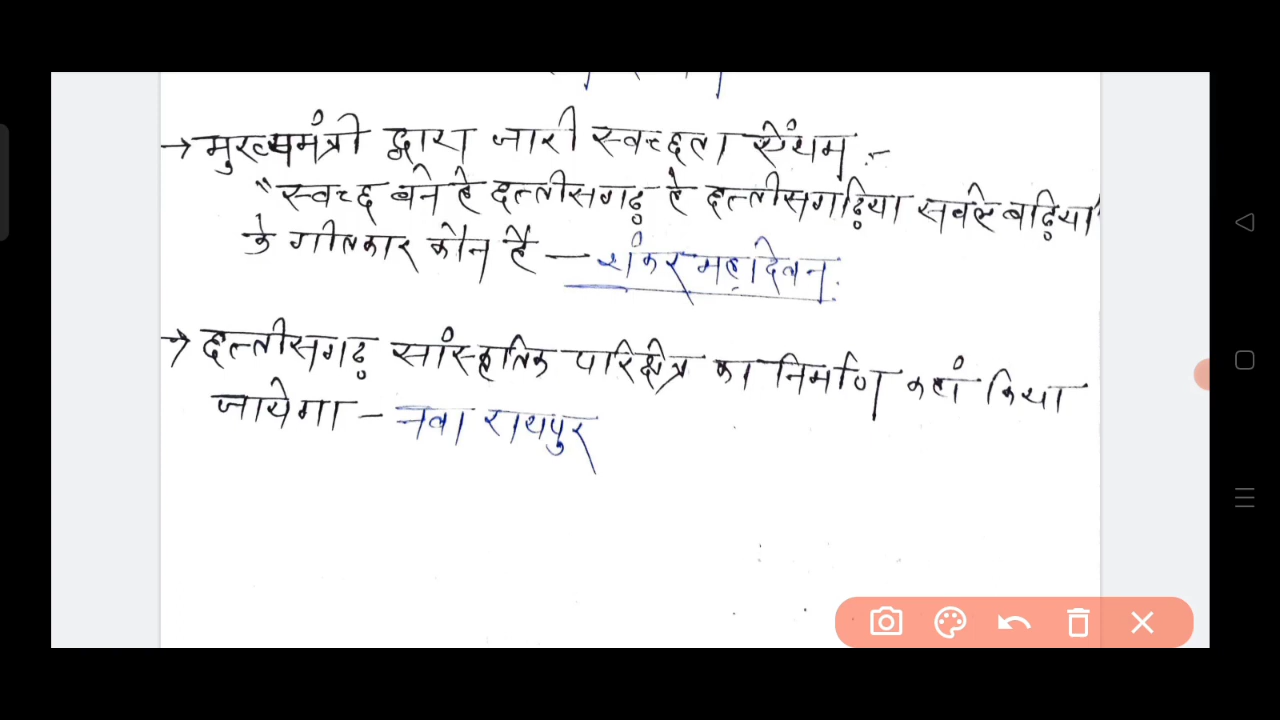 → मुख्यमंत्री द्वारा जारी स्वच्छता एंथम :-
"स्वच्छ बने हे छत्तीसगढ़ हे छत्तीसगढ़िया सबले बढ़िया"
के गीतकार कौन है — शंकर महादेवन.
→ छत्तीसगढ़ सांस्कृतिक परिक्षेत्र का निर्माण कहां किया
जायेगा - नवा रायपुर